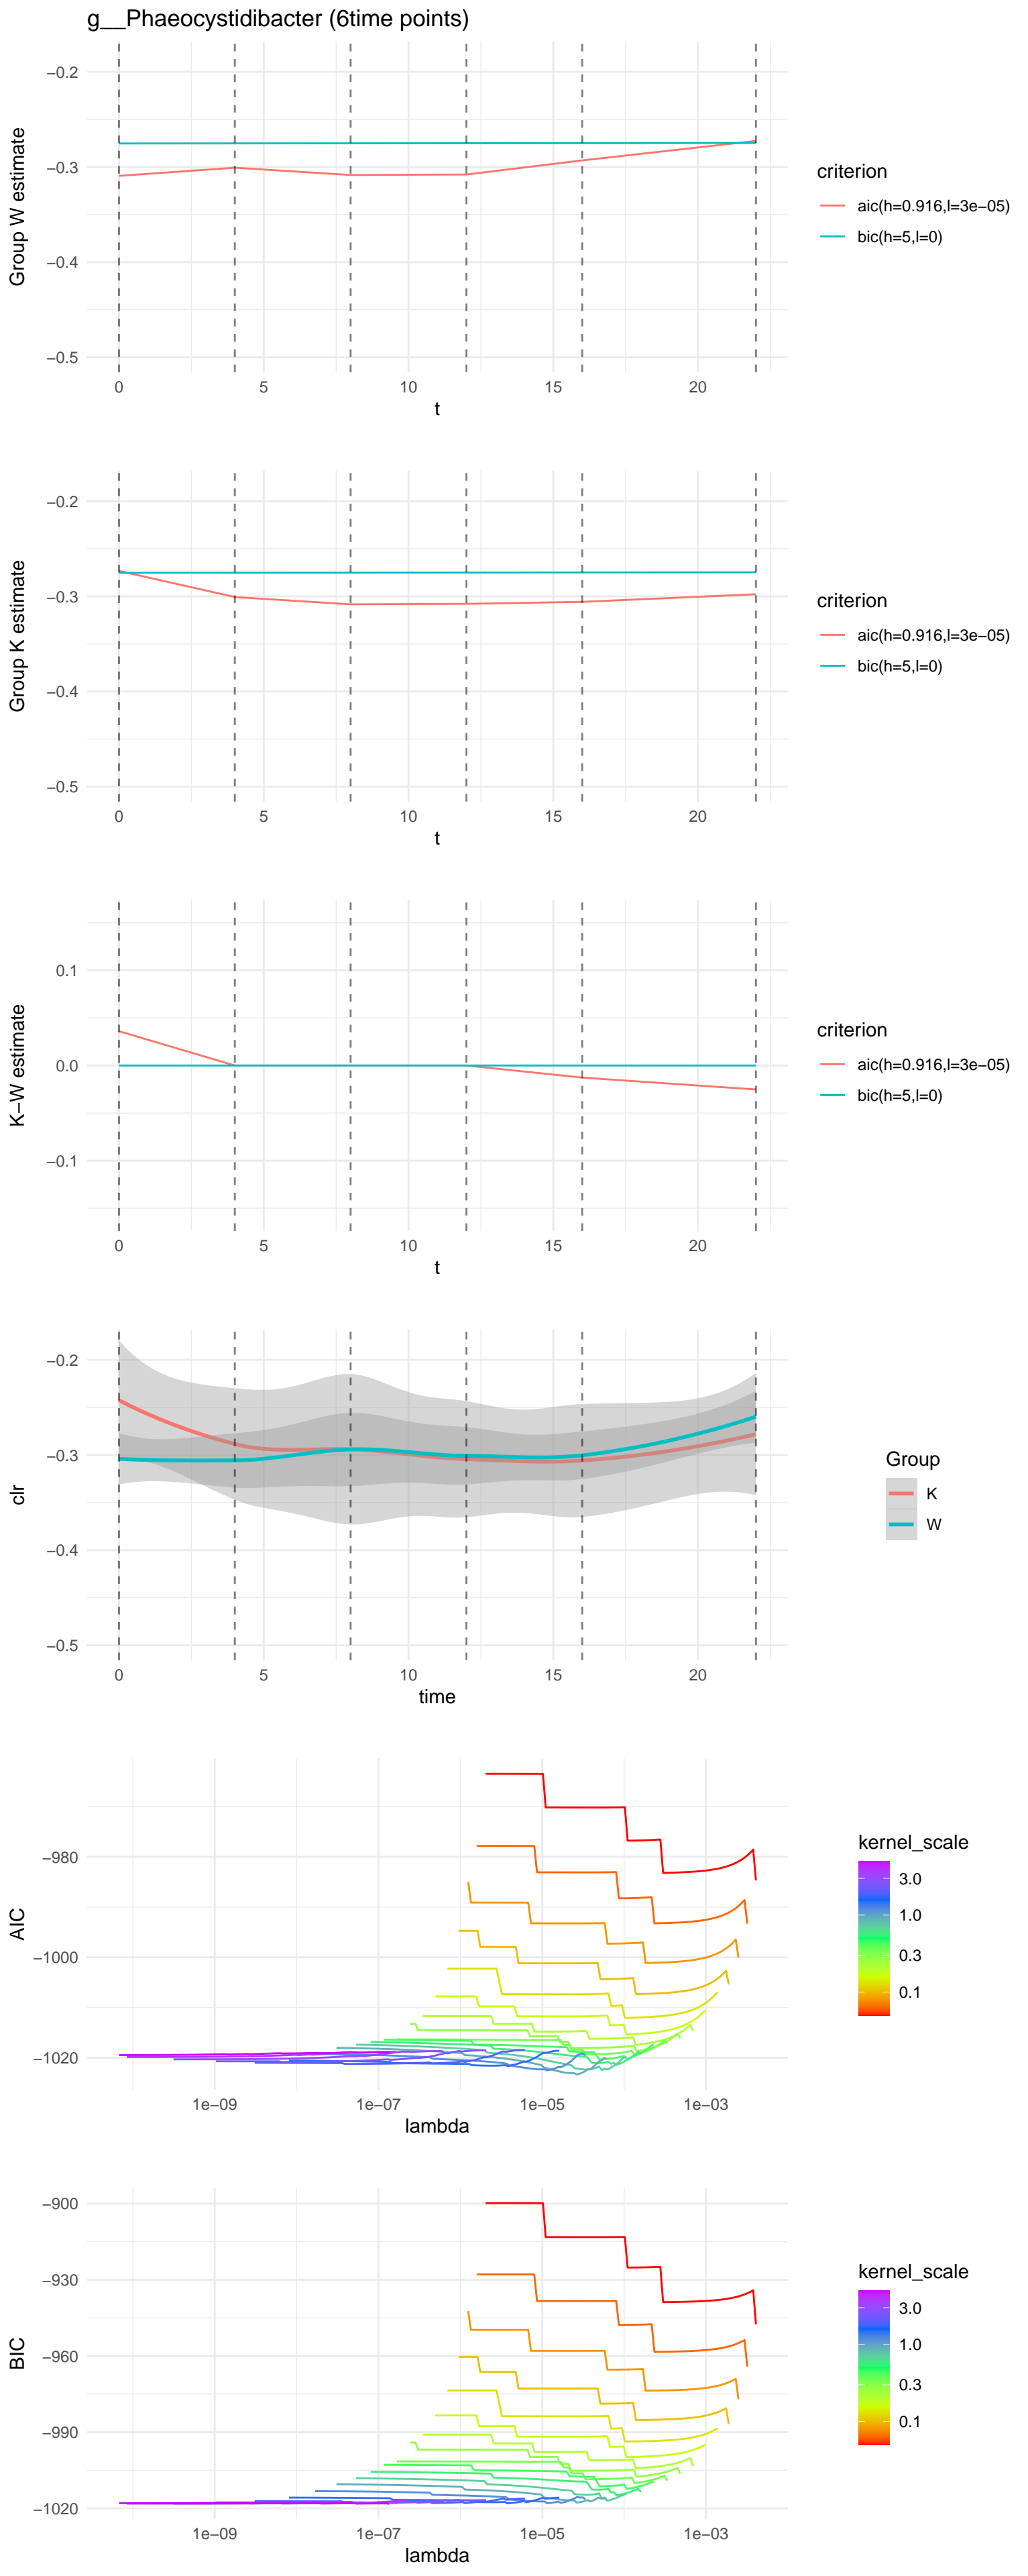 g__Phaeocystidibacter (6time points)
Group W estimate
−0.2
−0.3
−0.4
−0.5
0 5 10 15 20
t
criterion
aic(h=0.916,l=3e−05)
bic(h=5,l=0)
Group K estimate
−0.2
−0.3
−0.4
−0.5
0 5 10 15 20
t
criterion
aic(h=0.916,l=3e−05)
bic(h=5,l=0)
K−W estimate
0.1
0.0
−0.1
0 5 10 15 20
t
criterion
aic(h=0.916,l=3e−05)
bic(h=5,l=0)
clr
−0.2
−0.3
−0.4
−0.5
0 5 10 15 20
time
Group
K
W
AIC
−980
−1000
−1020
1e−09 1e−07 1e−05 1e−03
lambda
kernel_scale
3.0
1.0
0.3
0.1
BIC
−900
−930
−960
−990
−1020
1e−09 1e−07 1e−05 1e−03
lambda
kernel_scale
3.0
1.0
0.3
0.1